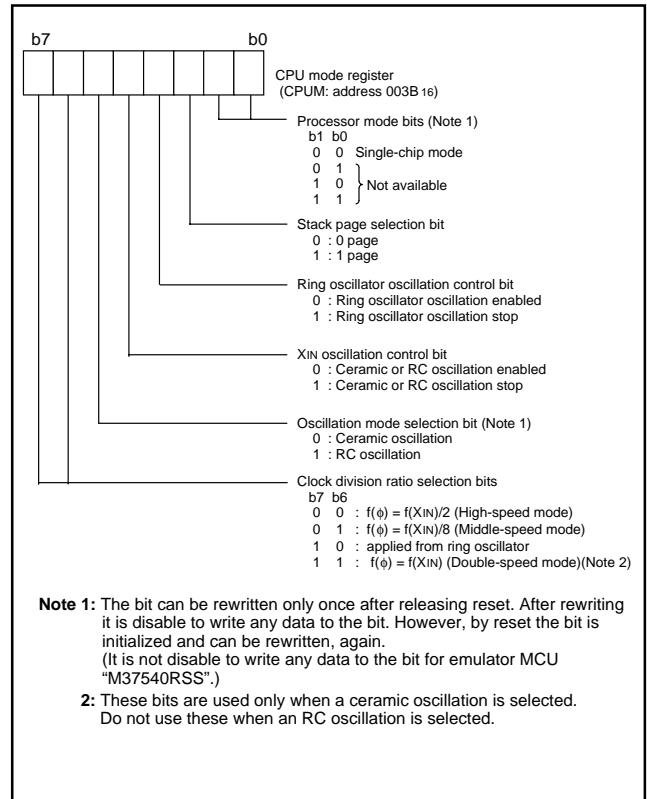 b7 b0
CPU mode register
(CPUM: address 003B16)
Processor mode bits (Note 1)
b1 b0
0 0 Single-chip mode
0 1
1 0 Not available
1 1
Stack page selection bit
0 : 0 page
1 : 1 page
Ring oscillator oscillation control bit
0 : Ring oscillator oscillation enabled
1 : Ring oscillator oscillation stop
XIN oscillation control bit
0 : Ceramic or RC oscillation enabled
1 : Ceramic or RC oscillation stop
Oscillation mode selection bit (Note 1)
0 : Ceramic oscillation
1 : RC oscillation
Clock division ratio selection bits
b7 b6
0 0 : f(φ) = f(XIN)/2 (High-speed mode)
0 1 : f(φ) = f(XIN)/8 (Middle-speed mode)
1 0 : applied from ring oscillator
1 1 : f(φ) = f(XIN) (Double-speed mode)(Note 2)
Note 1: The bit can be rewritten only once after releasing reset. After rewriting
it is disable to write any data to the bit. However, by reset the bit is
initialized and can be rewritten, again.
(It is not disable to write any data to the bit for emulator MCU
“M37540RSS”.)
2: These bits are used only when a ceramic oscillation is selected.
Do not use these when an RC oscillation is selected.